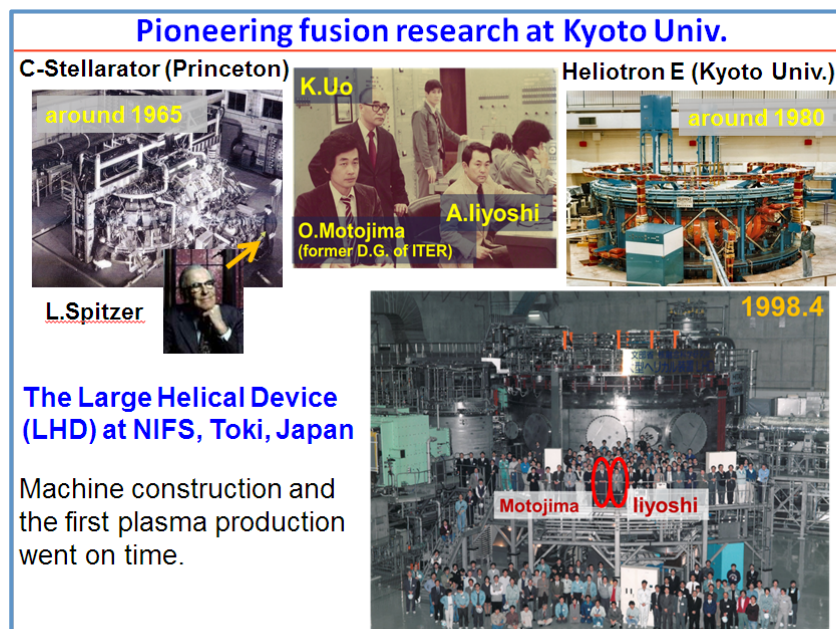 Pioneering fusion research at Kyoto Univ.
C-Stellarator (Princeton)
around 1965
L.Spitzer
K.Uo
A.Iiyoshi
O.Motojima
(former D.G. of ITER)
Heliotron E (Kyoto Univ.)
around 1980
1998.4
Motojima
Iiyoshi
The Large Helical Device
(LHD) at NIFS, Toki, Japan
Machine construction and
the first plasma production
went on time.